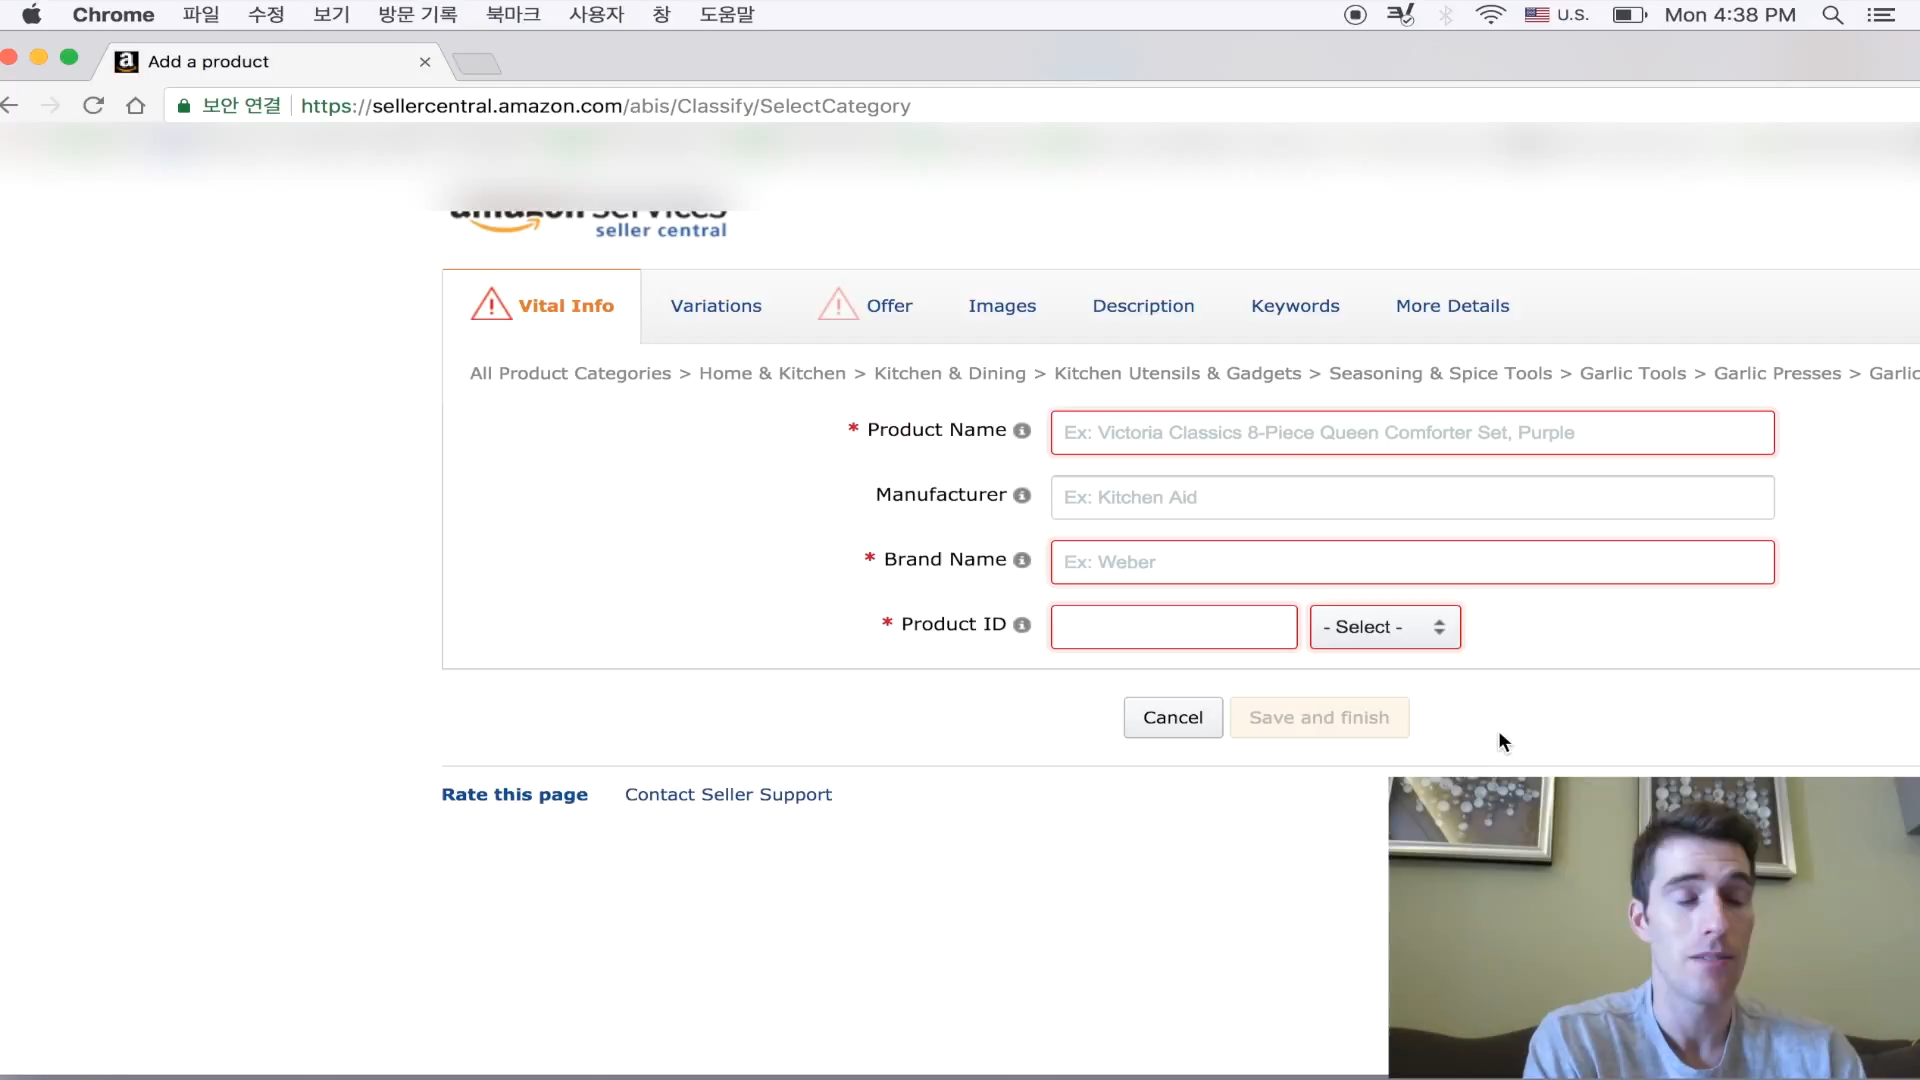 Chrome 파일 수정 보기 방문 기록 북마크 사용자 창 도움말 U.S. Mon 4:38 PM
Add a product
보안 연결 https://sellercentral.amazon.com/abis/Classify/SelectCategory
amazon services
seller central
Vital Info Variations Offer Images Description Keywords More Details
All Product Categories > Home & Kitchen > Kitchen & Dining > Kitchen Utensils & Gadgets > Seasoning & Spice Tools > Garlic Tools > Garlic Presses > Garlic
* Product Name Ex: Victoria Classics 8-Piece Queen Comforter Set, Purple
Manufacturer Ex: Kitchen Aid
* Brand Name Ex: Weber
* Product ID - Select -
Cancel Save and finish
Rate this page Contact Seller Support